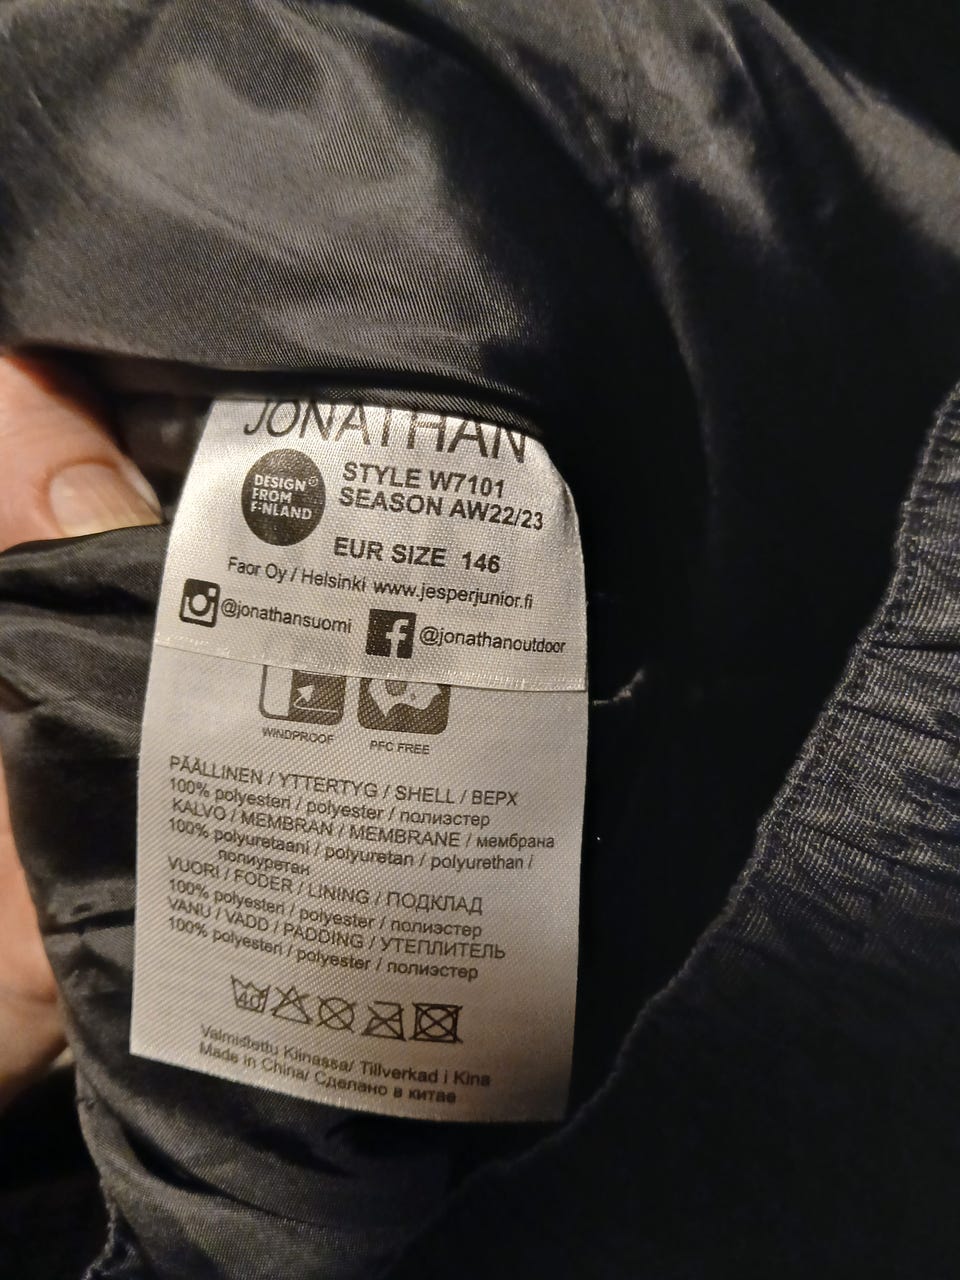 JONATHAN
DESIGN
FROM
FINLAND
STYLE W7101
SEASON AW22/23
EUR SIZE 146
Faor Oy / Helsinki www.jesperjunior.fi
@jonathansuomi
@jonathanoutdoor
WINDPROOF
PFC FREE
PÄÄLLINEN / YTTERTYG / SHELL / ВЕРХ
100% polyesteri / polyester / полиэстер
KALVO / MEMBRAN / MEMBRANE / мембрана
100% polyuretaani / polyuretan / polyurethan /
полиуретан
VUORI / FODER / LINING / ПОДКЛАД
100% polyesteri / polyester / полиэстер
VANU / VADD / PADDING / УТЕПЛИТЕЛЬ
100% polyesteri / polyester / полиэстер
40
Valmistettu Kiinassa/ Tillverkad i Kina
Made in China/ Сделано в китае